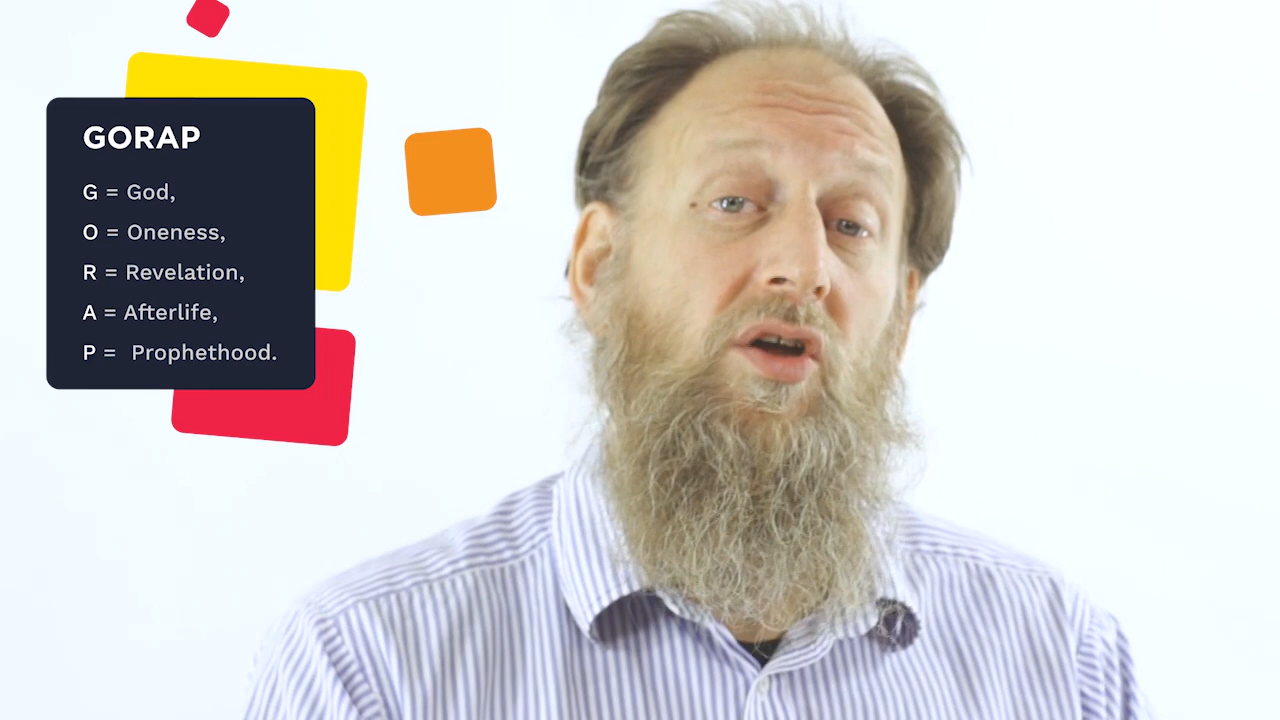 GORAP
G = God,
O = Oneness,
R = Revelation,
A = Afterlife,
P = Prophethood.